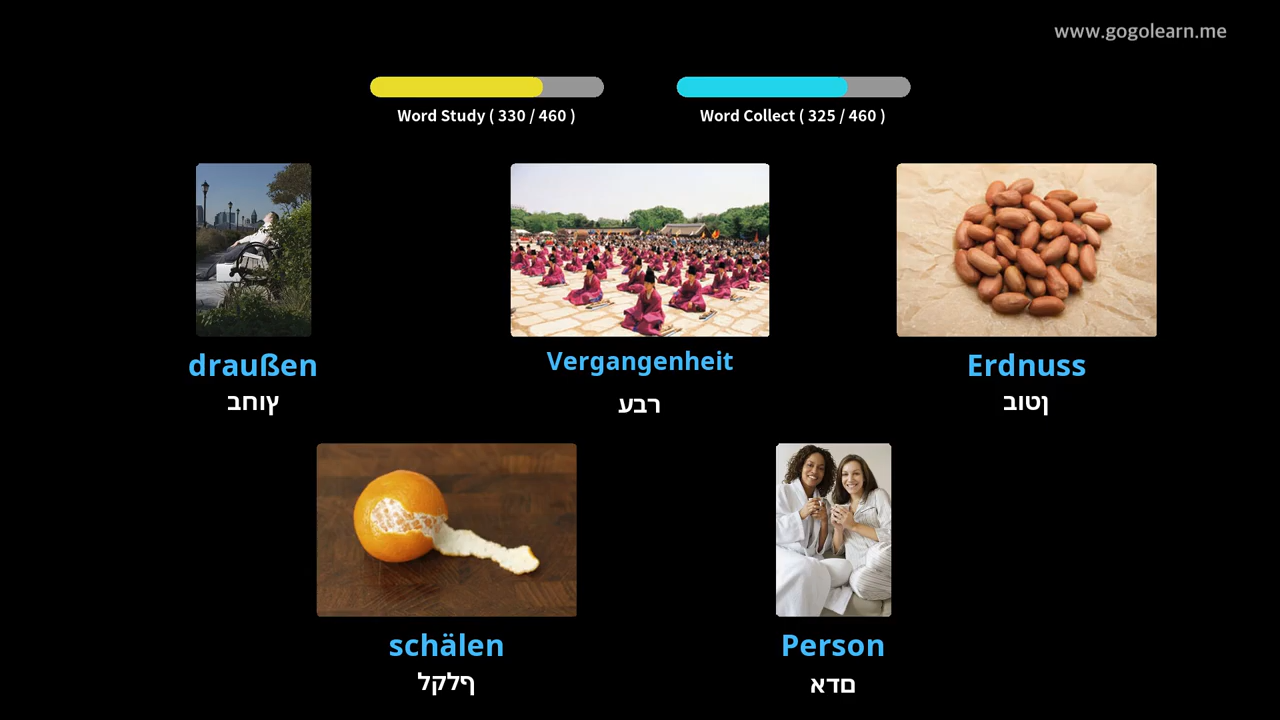 www.gogolearn.me
Word Study ( 330 / 460 )
Word Collect ( 325 / 460 )
draußen
ץוחב
Vergangenheit
רבע
Erdnuss
ןטוב
schälen
ףלקל
Person
םדא